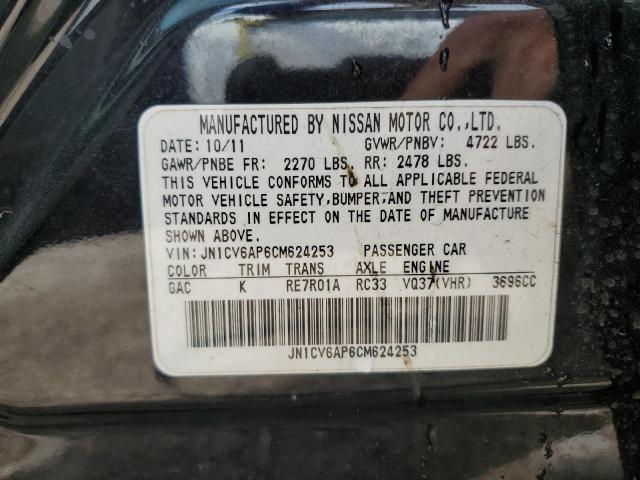 MANUFACTURED BY NISSAN MOTOR CO.,LTD.
DATE: 10/11 GVWR/PNBV: 4722 LBS.
GAWR/PNBE FR: 2270 LBS. RR: 2478 LBS.
THIS VEHICLE CONFORMS TO ALL APPLICABLE FEDERAL
MOTOR VEHICLE SAFETY,BUMPER,AND THEFT PREVENTION
STANDARDS IN EFFECT ON THE DATE OF MANUFACTURE
SHOWN ABOVE.
VIN:JN1CV6AP6CM624253 PASSENGER CAR
COLOR TRIM TRANS AXLE ENGINE
GAC K RE7R01A RC33 VQ37(VHR) 3696CC
JN1CV6AP6CM624253